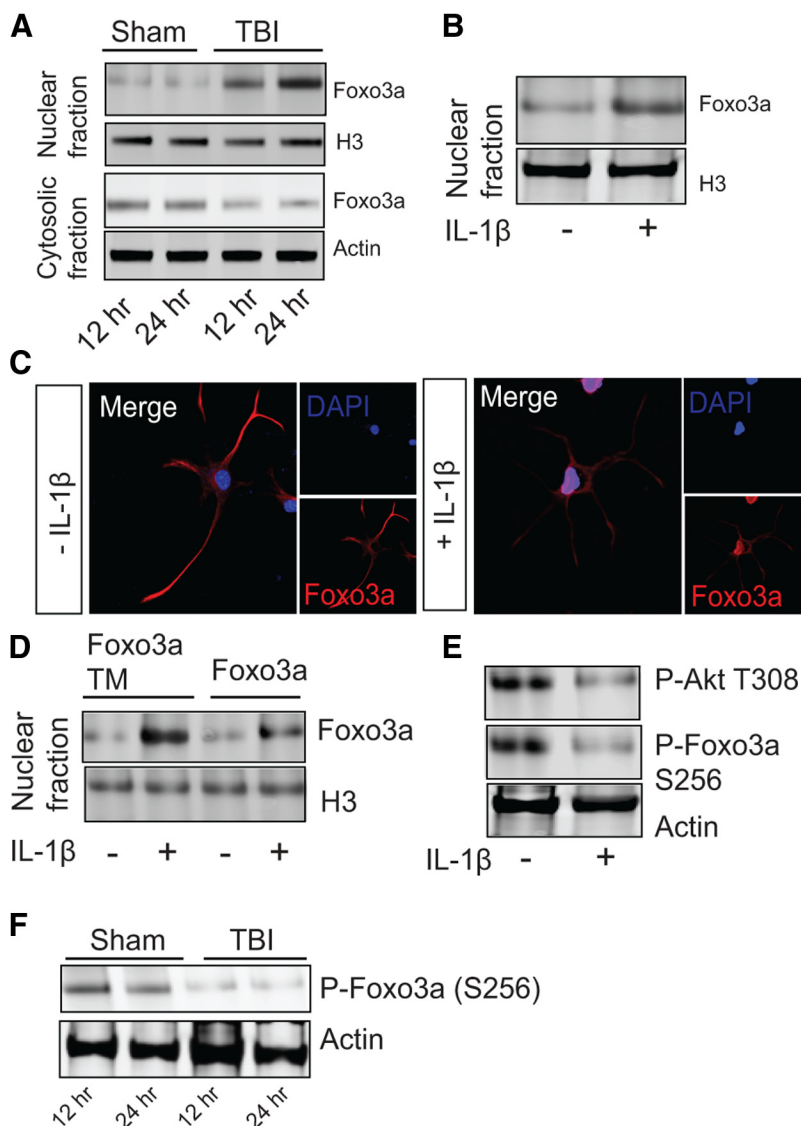 A
Sham TBI
Nuclear fraction
Foxo3a
H3
Cytosolic fraction
Foxo3a
Actin
12 hr 24 hr 12 hr 24 hr
B
Nuclear fraction
Foxo3a
H3
IL-1β - +
C
- IL-1β
Merge
DAPI
Foxo3a
+ IL-1β
Merge
DAPI
Foxo3a
D
Foxo3a TM
Foxo3a
Nuclear fraction
Foxo3a
H3
IL-1β - + - +
E
P-Akt T308
P-Foxo3a
S256
Actin
IL-1β - +
F
Sham TBI
P-Foxo3a (S256)
Actin
12 hr 24 hr 12 hr 24 hr